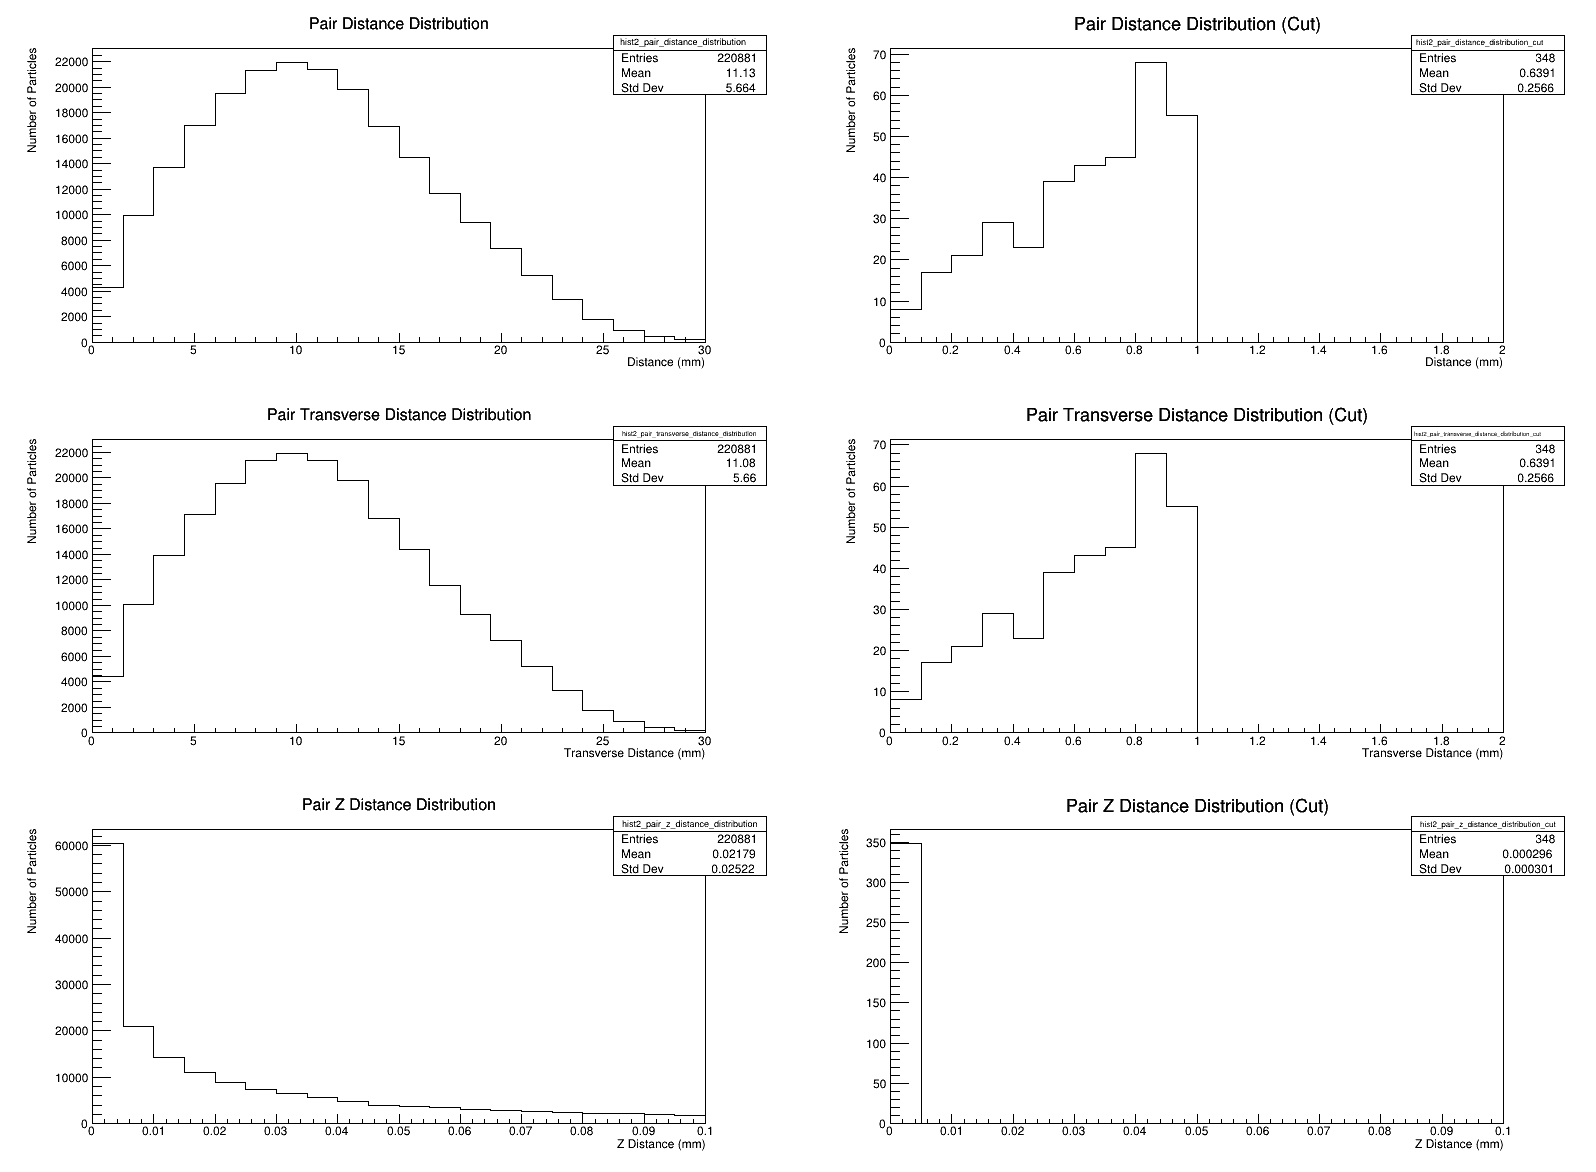 Pair Distance Distribution
Number of Particles
22000
20000
18000
16000
14000
12000
10000
8000
6000
4000
2000
0
0 5 10 15 20 25 30
Distance (mm)
hist2_pair_distance_distribution
Entries 220881
Mean 11.13
Std Dev 5.664
Pair Distance Distribution (Cut)
Number of Particles
70
60
50
40
30
20
10
0
0 0.2 0.4 0.6 0.8 1 1.2 1.4 1.6 1.8 2
Distance (mm)
hist2_pair_distance_distribution_cut
Entries 348
Mean 0.6391
Std Dev 0.2566
Pair Transverse Distance Distribution
Number of Particles
22000
20000
18000
16000
14000
12000
10000
8000
6000
4000
2000
0
0 5 10 15 20 25 30
Transverse Distance (mm)
hist2_pair_transverse_distance_distribution
Entries 220881
Mean 11.08
Std Dev 5.66
Pair Transverse Distance Distribution (Cut)
Number of Particles
70
60
50
40
30
20
10
0
0 0.2 0.4 0.6 0.8 1 1.2 1.4 1.6 1.8 2
Transverse Distance (mm)
hist2_pair_transverse_distance_distribution_cut
Entries 348
Mean 0.6391
Std Dev 0.2566
Pair Z Distance Distribution
Number of Particles
60000
50000
40000
30000
20000
10000
0
0 0.01 0.02 0.03 0.04 0.05 0.06 0.07 0.08 0.09 0.1
Z Distance (mm)
hist2_pair_z_distance_distribution
Entries 220881
Mean 0.02179
Std Dev 0.02522
Pair Z Distance Distribution (Cut)
Number of Particles
350
300
250
200
150
100
50
0
0 0.01 0.02 0.03 0.04 0.05 0.06 0.07 0.08 0.09 0.1
Z Distance (mm)
hist2_pair_z_distance_distribution_cut
Entries 348
Mean 0.000296
Std Dev 0.000301